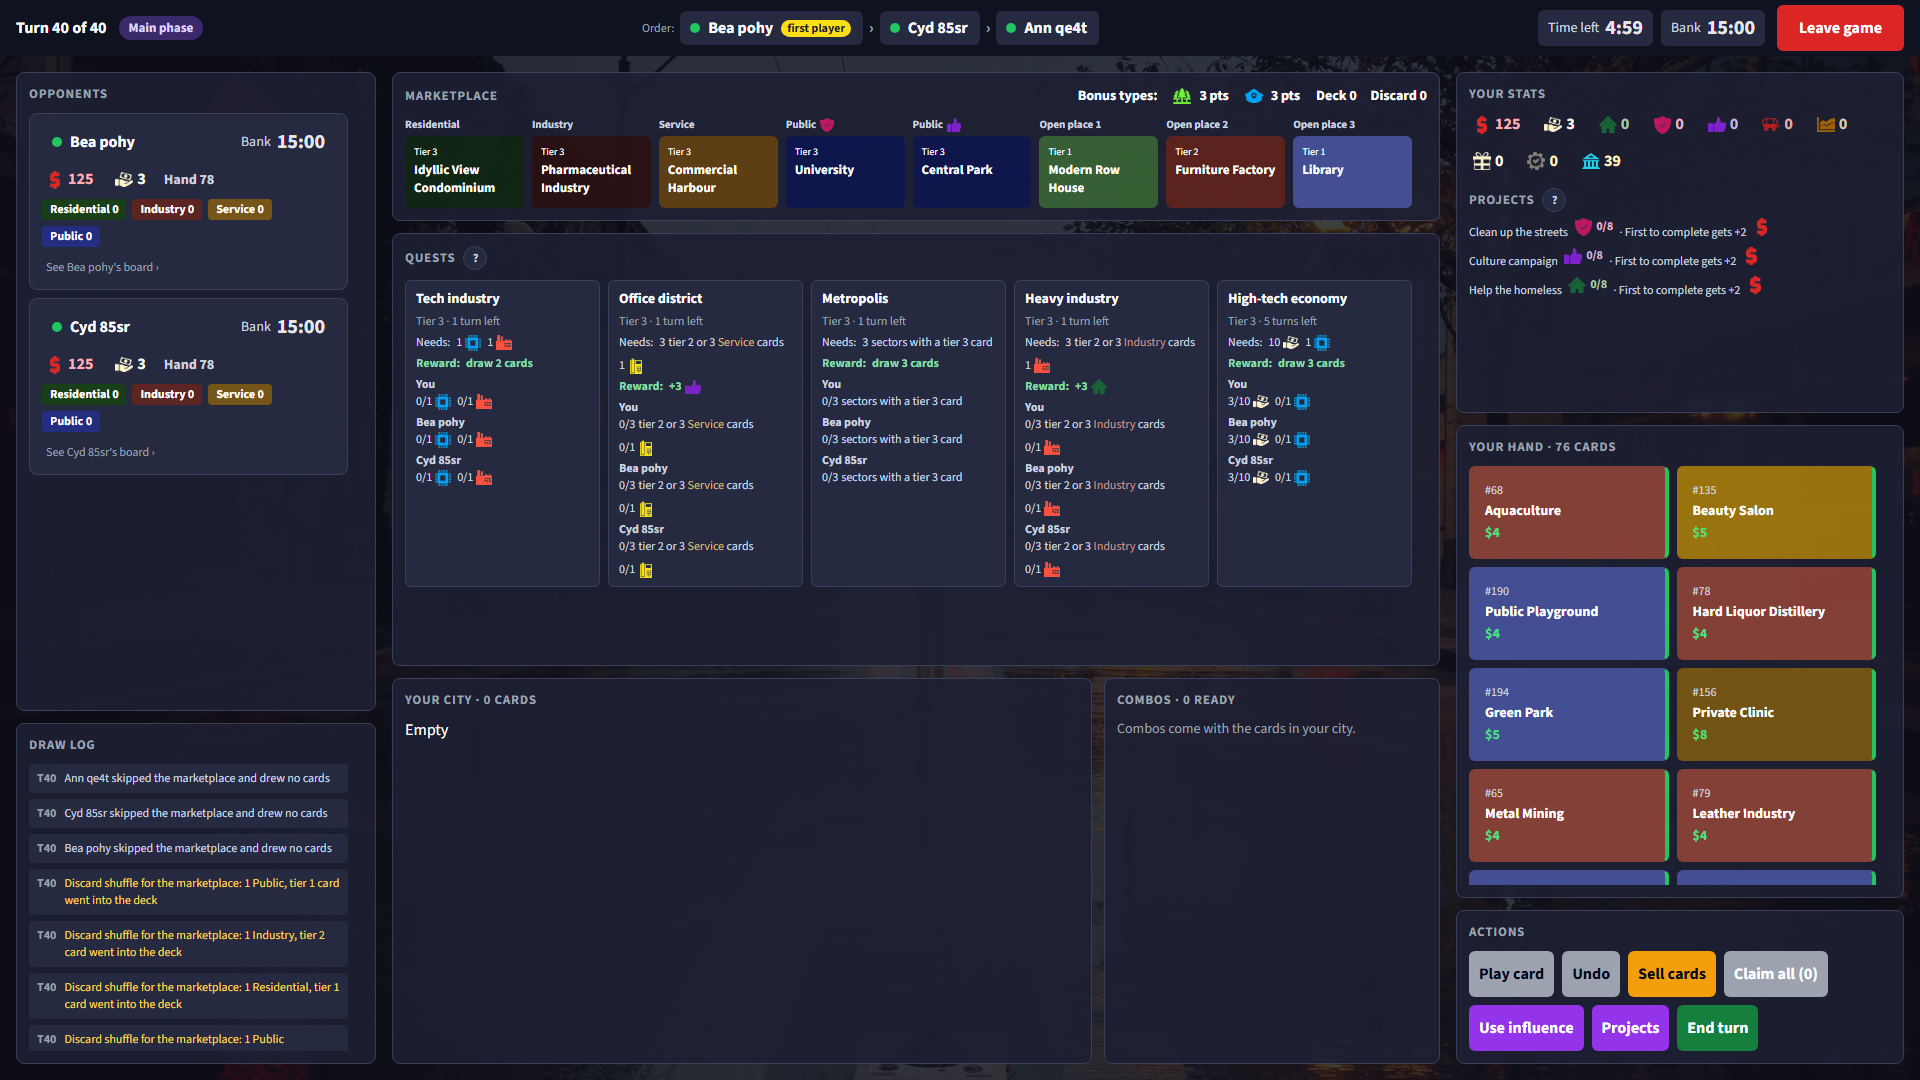 Turn 40 of 40 Main phase
Order: Bea pohy first player › Cyd 85sr › Ann qe4t
Time left 4:59 Bank 15:00 Leave game
OPPONENTS
Bea pohy Bank 15:00
125 3 Hand 78
Residential 0 Industry 0 Service 0
Public 0
See Bea pohy's board ›
Cyd 85sr Bank 15:00
125 3 Hand 78
Residential 0 Industry 0 Service 0
Public 0
See Cyd 85sr's board ›
DRAW LOG
T40 Ann qe4t skipped the marketplace and drew no cards
T40 Cyd 85sr skipped the marketplace and drew no cards
T40 Bea pohy skipped the marketplace and drew no cards
T40 Discard shuffle for the marketplace: 1 Public, tier 1 card
went into the deck
T40 Discard shuffle for the marketplace: 1 Industry, tier 2
card went into the deck
T40 Discard shuffle for the marketplace: 1 Residential, tier 1
card went into the deck
T40 Discard shuffle for the marketplace: 1 Public
MARKETPLACE
Bonus types: 3 pts 3 pts Deck 0 Discard 0
Residential
Tier 3
Idyllic View
Condominium
Industry
Tier 3
Pharmaceutical
Industry
Service
Tier 3
Commercial
Harbour
Public
Tier 3
University
Public
Tier 3
Central Park
Open place 1
Tier 1
Modern Row
House
Open place 2
Tier 2
Furniture Factory
Open place 3
Tier 1
Library
QUESTS ?
Tech industry
Tier 3 · 1 turn left
Needs: 1 1
Reward: draw 2 cards
You
0/1 0/1
Bea pohy
0/1 0/1
Cyd 85sr
0/1 0/1
Office district
Tier 3 · 1 turn left
Needs: 3 tier 2 or 3 Service cards
1
Reward: +3
You
0/3 tier 2 or 3 Service cards
0/1
Bea pohy
0/3 tier 2 or 3 Service cards
0/1
Cyd 85sr
0/3 tier 2 or 3 Service cards
0/1
Metropolis
Tier 3 · 1 turn left
Needs: 3 sectors with a tier 3 card
Reward: draw 3 cards
You
0/3 sectors with a tier 3 card
Bea pohy
0/3 sectors with a tier 3 card
Cyd 85sr
0/3 sectors with a tier 3 card
Heavy industry
Tier 3 · 1 turn left
Needs: 3 tier 2 or 3 Industry cards
1
Reward: +3
You
0/3 tier 2 or 3 Industry cards
0/1
Bea pohy
0/3 tier 2 or 3 Industry cards
0/1
Cyd 85sr
0/3 tier 2 or 3 Industry cards
0/1
High-tech economy
Tier 3 · 5 turns left
Needs: 10 1
Reward: draw 3 cards
You
3/10 0/1
Bea pohy
3/10 0/1
Cyd 85sr
3/10 0/1
YOUR CITY · 0 CARDS
Empty
COMBOS · 0 READY
Combos come with the cards in your city.
YOUR STATS
125 3 0 0 0 0 0
0 0 39
PROJECTS ?
Clean up the streets 0/8 · First to complete gets +2
Culture campaign 0/8 · First to complete gets +2
Help the homeless 0/8 · First to complete gets +2
YOUR HAND · 76 CARDS
#68
Aquaculture
$4
#135
Beauty Salon
$5
#190
Public Playground
$4
#78
Hard Liquor Distillery
$4
#194
Green Park
$5
#156
Private Clinic
$8
#65
Metal Mining
$4
#79
Leather Industry
$4
ACTIONS
Play card Undo Sell cards Claim all (0)
Use influence Projects End turn